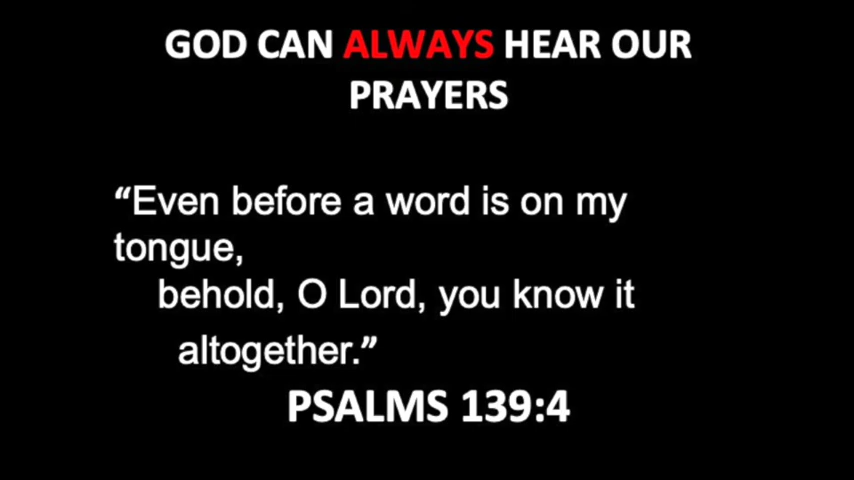 GOD CAN ALWAYS HEAR OUR
PRAYERS
“Even before a word is on my
tongue,
behold, O Lord, you know it
altogether.”
PSALMS 139:4